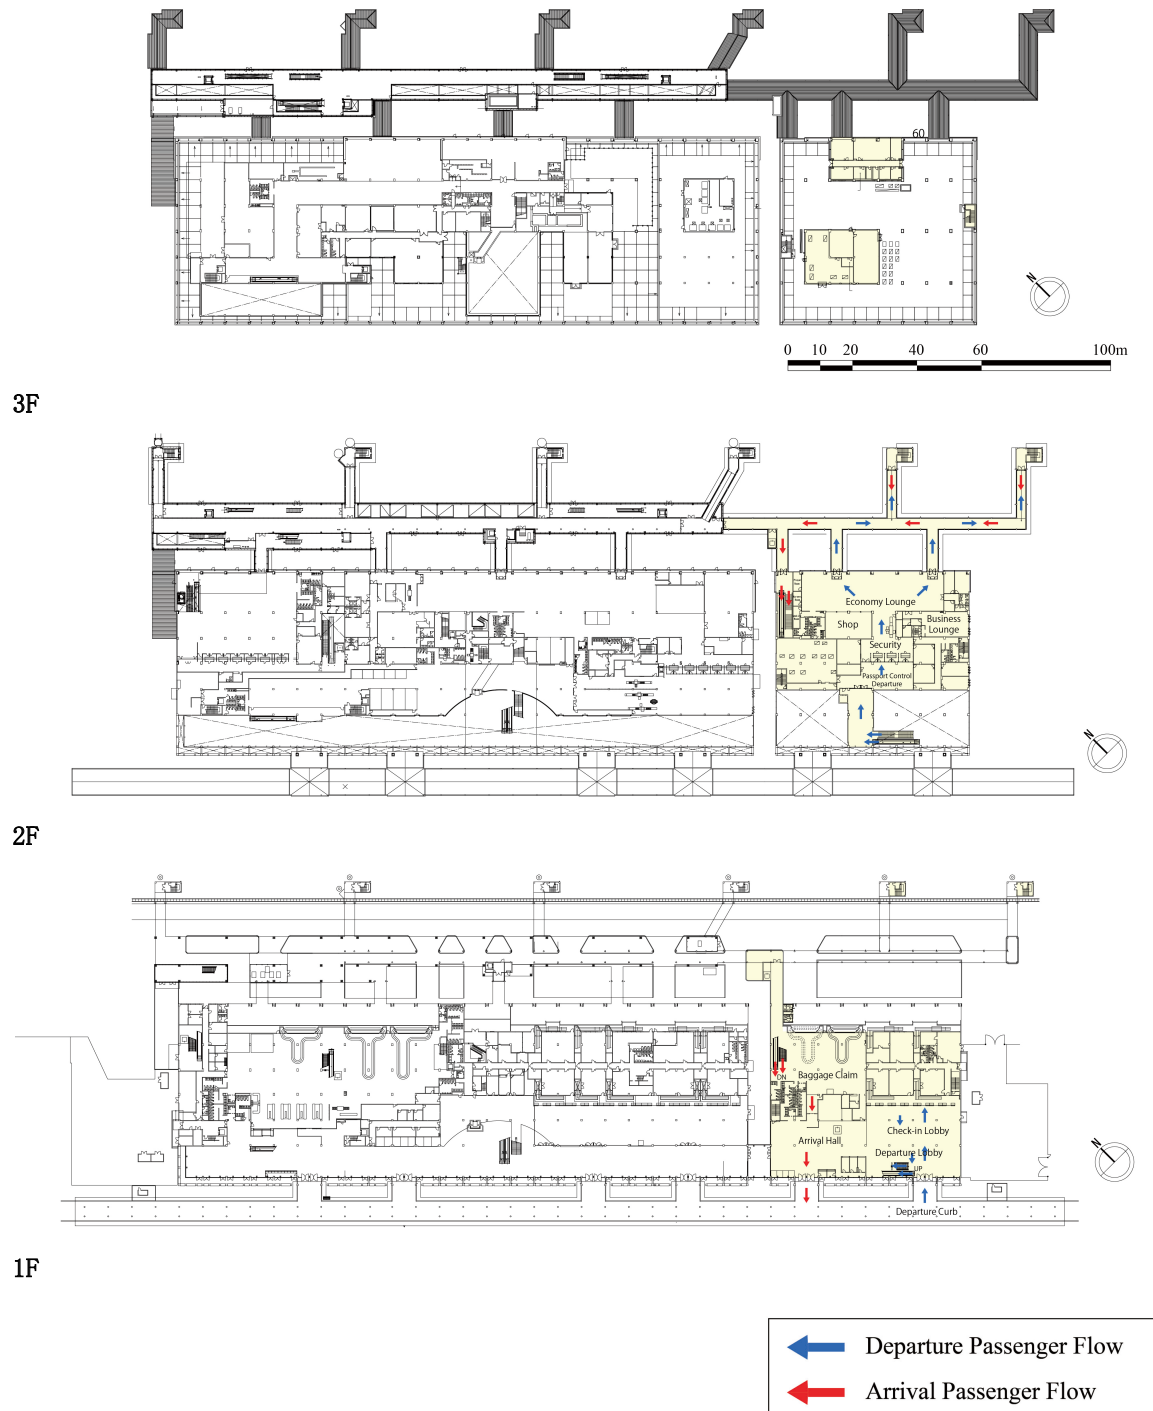 60
N
0 10 20 40 60 100m
3F
Economy Lounge
Shop
Business
Lounge
Security
Passport Control
Departure
N
2F
DN
Baggage Claim
Check-in Lobby
Arrival Hall
Departure Lobby
UP
N
Departure Curb
1F
Departure Passenger Flow
Arrival Passenger Flow